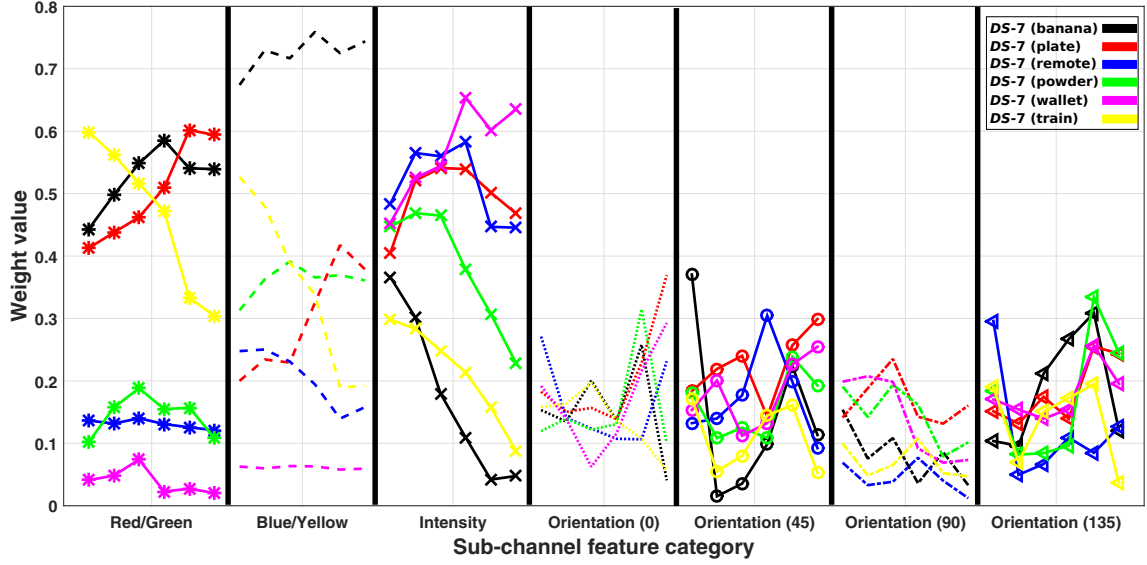 0.8
0.7
0.6
0.5
0.4
0.3
0.2
0.1
0
Weight value
DS-7 (banana)
DS-7 (plate)
DS-7 (remote)
DS-7 (powder)
DS-7 (wallet)
DS-7 (train)
Red/Green Blue/Yellow Intensity Orientation (0) Orientation (45) Orientation (90) Orientation (135)
Sub-channel feature category